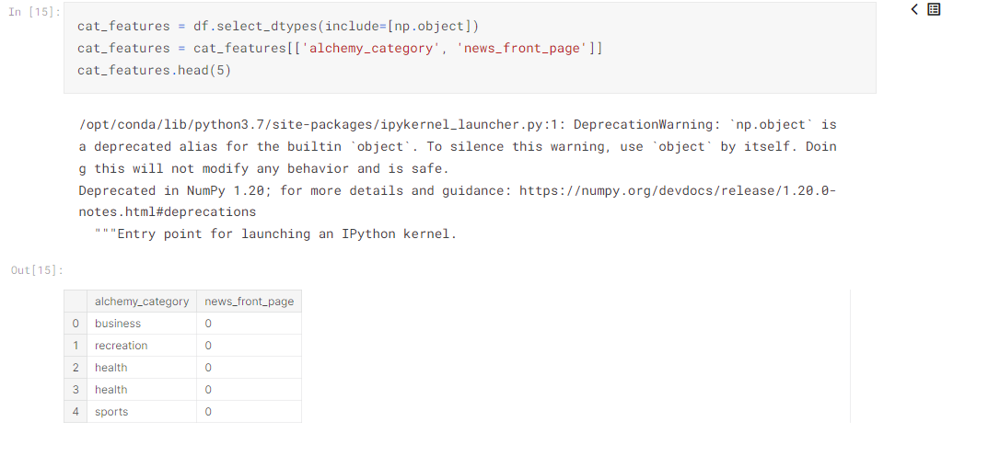 In [15]:
cat_features = df.select_dtypes(include=[np.object])
cat_features = cat_features[['alchemy_category', 'news_front_page']]
cat_features.head(5)
/opt/conda/lib/python3.7/site-packages/ipykernel_launcher.py:1: DeprecationWarning: `np.object` is
a deprecated alias for the builtin `object`. To silence this warning, use `object` by itself. Doin
g this will not modify any behavior and is safe.
Deprecated in NumPy 1.20; for more details and guidance: https://numpy.org/devdocs/release/1.20.0-
notes.html#deprecations
"""Entry point for launching an IPython kernel.
Out[15]:
alchemy_category news_front_page
0 business 0
1 recreation 0
2 health 0
3 health 0
4 sports 0